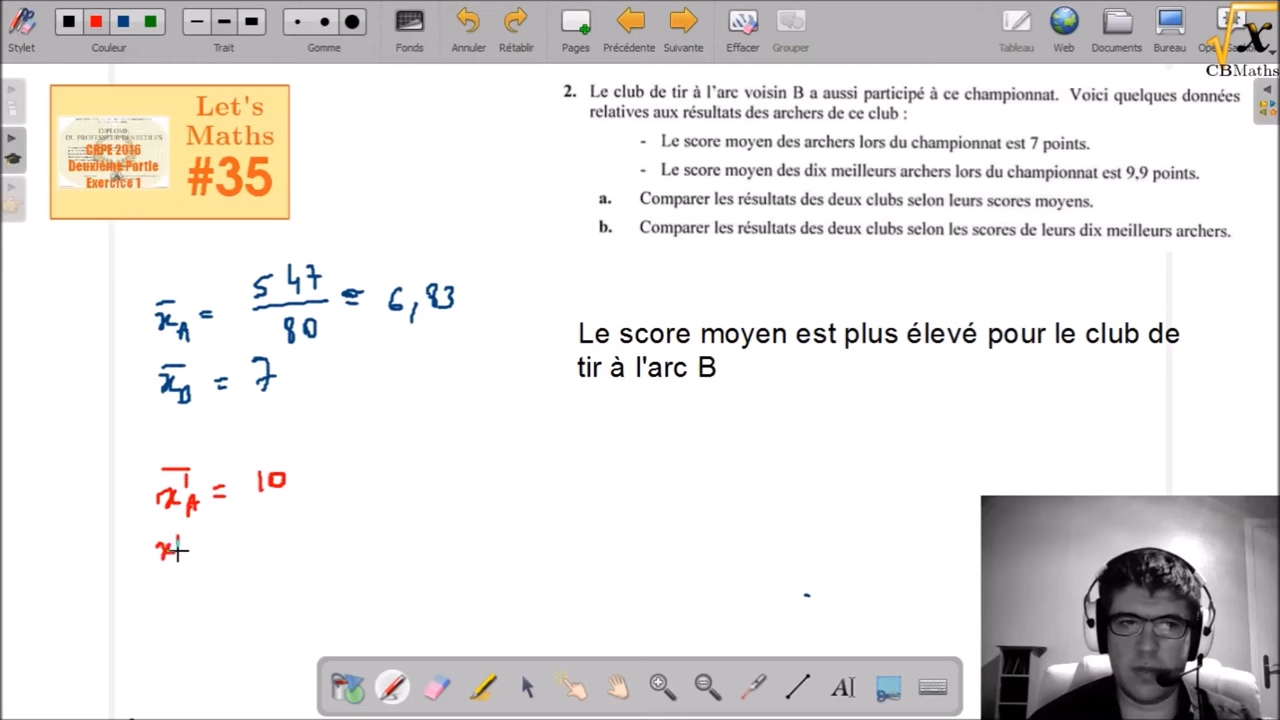 Stylet
Couleur
Trait
Gomme
Fonds
Annuler
Rétablir
Pages
Précédente
Suivante
Effacer
Grouper
Tableau
Web
Documents
Bureau
CBMaths
Let's
Maths
#35
DIPLOME
DU PROFESSEUR DES ECOLES
CRPE 2016
Deuxième Partie
Exercice 1
2. Le club de tir à l'arc voisin B a aussi participé à ce championnat. Voici quelques données
relatives aux résultats des archers de ce club :
- Le score moyen des archers lors du championnat est 7 points.
- Le score moyen des dix meilleurs archers lors du championnat est 9,9 points.
a. Comparer les résultats des deux clubs selon leurs scores moyens.
b. Comparer les résultats des deux clubs selon les scores de leurs dix meilleurs archers.
x̄A = 547/80 = 6,83
x̄B = 7
Le score moyen est plus élevé pour le club de
tir à l'arc B
x̄'A = 10
x'